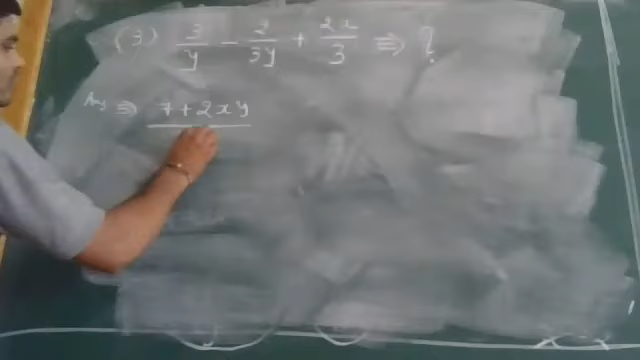 (3) 3/y - 2/3y + 2x/3 ⇛ ?
Ans ⇛ 7+2xy